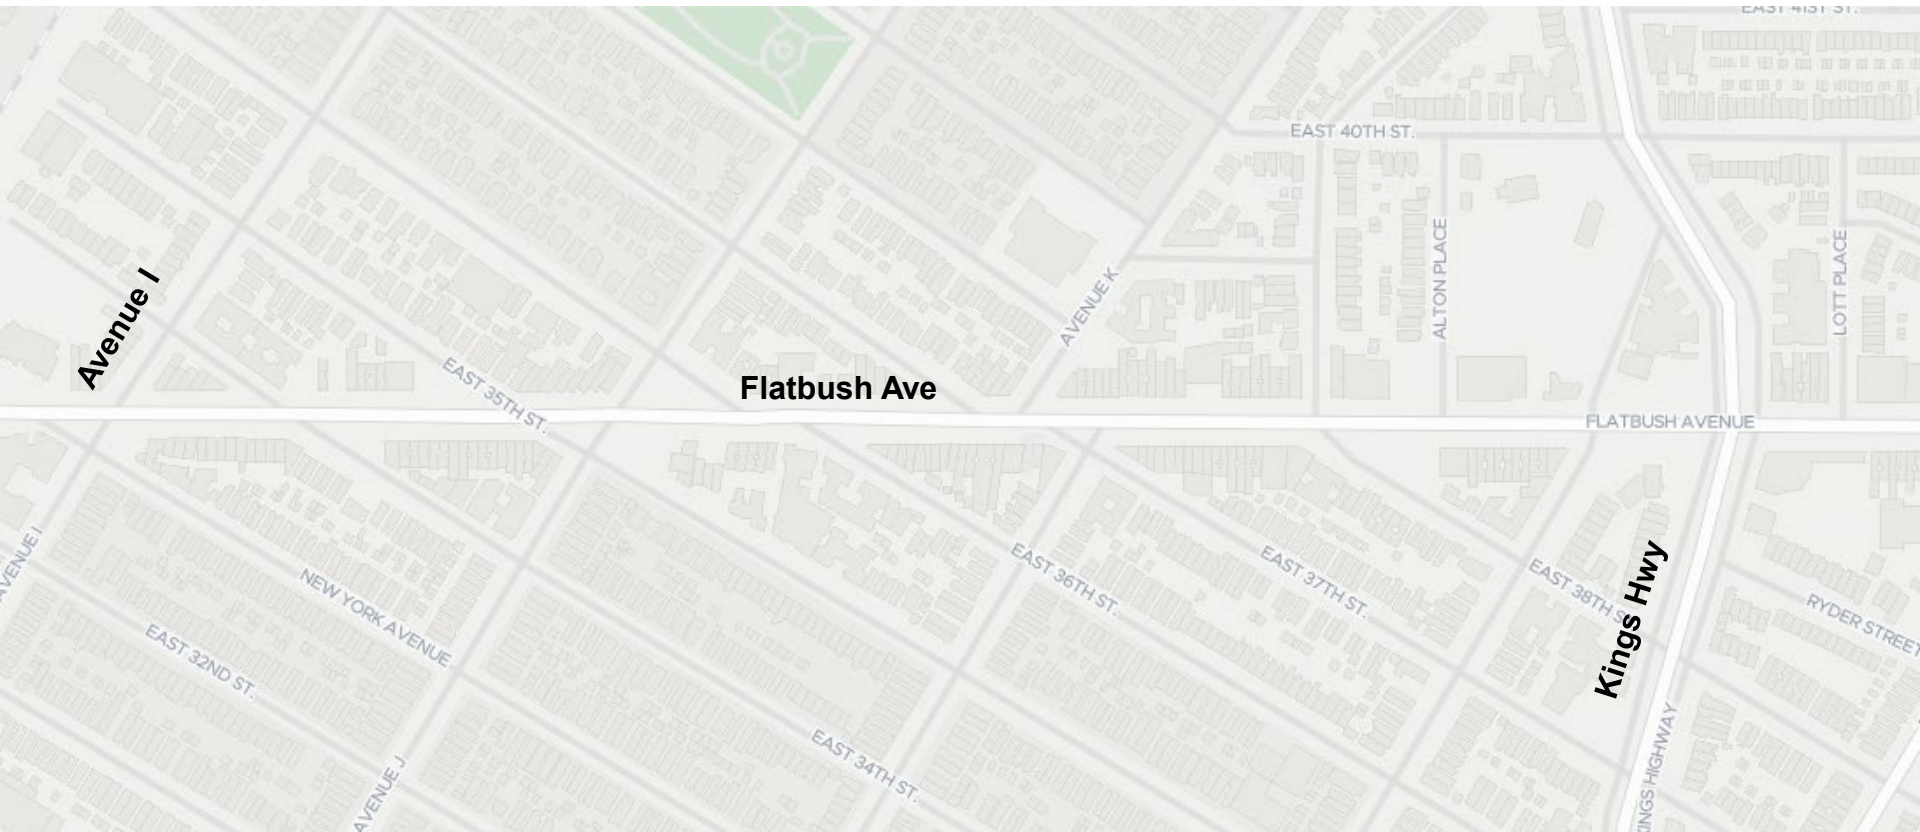 EAST 41ST ST.
EAST 40TH ST.
ALTON PLACE
LOTT PLACE
Avenue I
AVENUE K
EAST 35TH ST.
Flatbush Ave
FLATBUSH AVENUE
AVENUE I
NEW YORK AVENUE
EAST 32ND ST.
EAST 36TH ST.
EAST 37TH ST.
EAST 38TH S
Kings Hwy
RYDER STREET
AVENUE J
EAST 34TH ST.
KINGS HIGHWAY